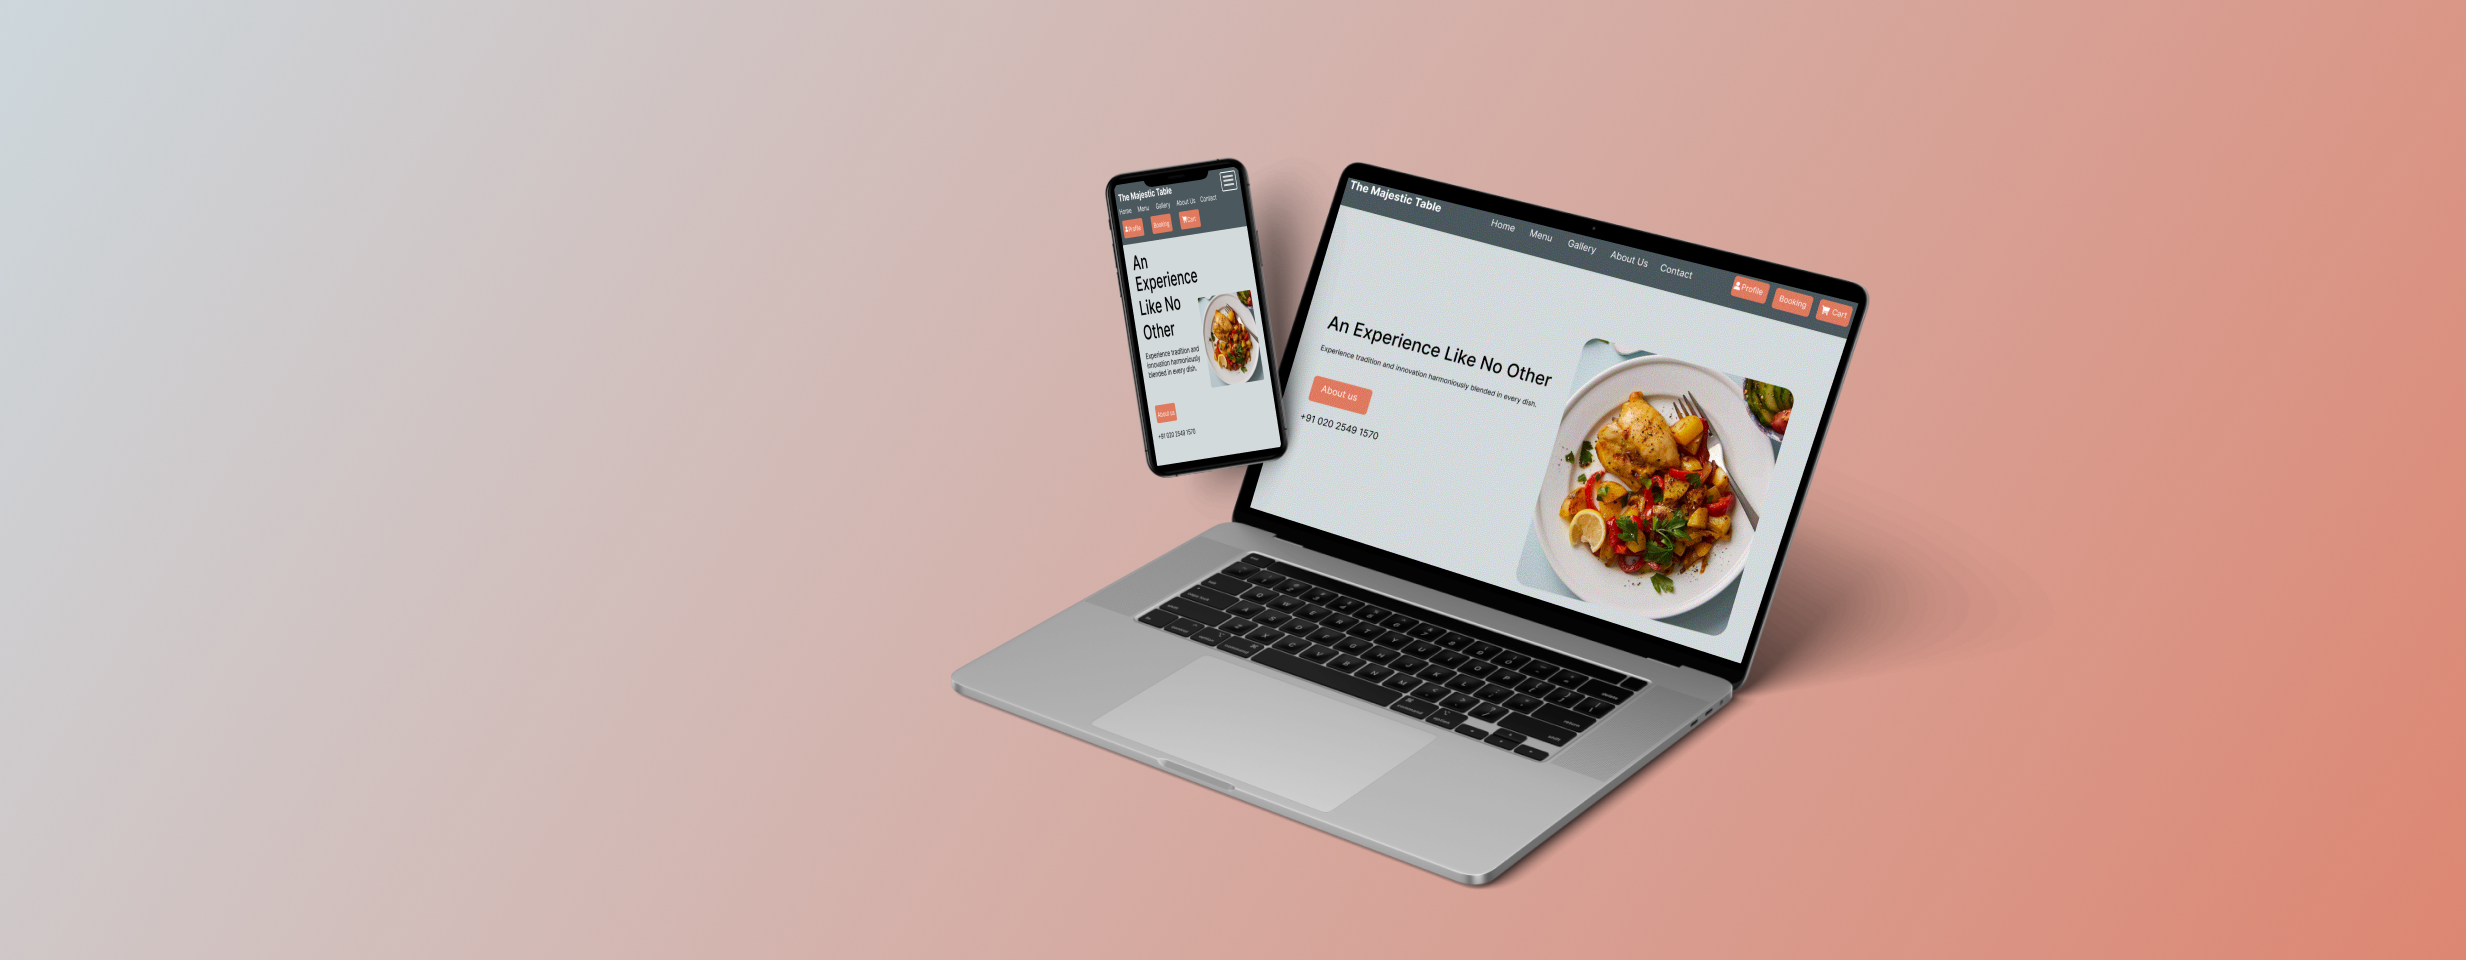 The Majestic Table
Home Menu Gallery About Us Contact
Profile Booking Cart
An
Experience
Like No
Other
Experience tradition and
innovation harmoniously
blended in every dish.
About us
+91 020 2549 1570
The Majestic Table
Home Menu Gallery About Us Contact
Profile Booking Cart
An Experience Like No Other
Experience tradition and innovation harmoniously blended in every dish.
About us
+91 020 2549 1570